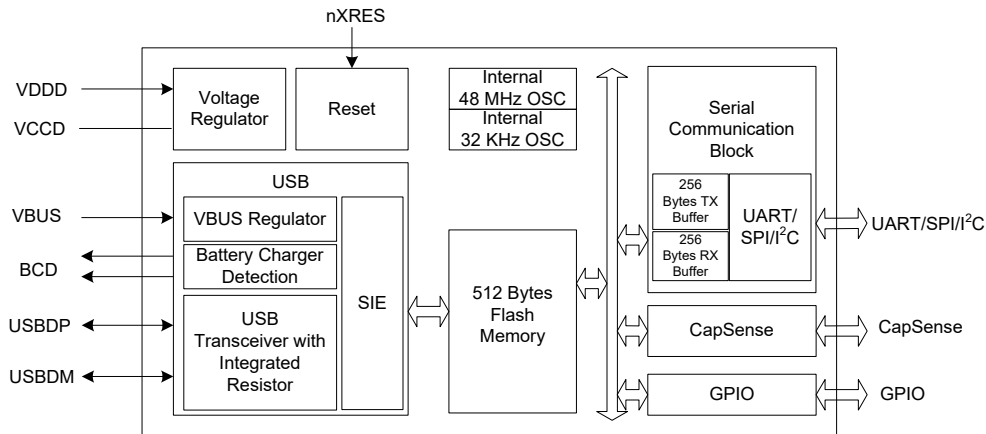 nXRES
VDDD
VCCD
Voltage
Regulator
Reset
Internal
48 MHz OSC
Internal
32 KHz OSC
Serial
Communication
Block
256
Bytes TX
Buffer
256
Bytes RX
Buffer
UART/
SPI/I²C
UART/SPI/I²C
USB
VBUS
VBUS Regulator
BCD
Battery Charger
Detection
USBDP
USBDM
USB
Transceiver with
Integrated
Resistor
SIE
512 Bytes
Flash
Memory
CapSense
CapSense
GPIO
GPIO